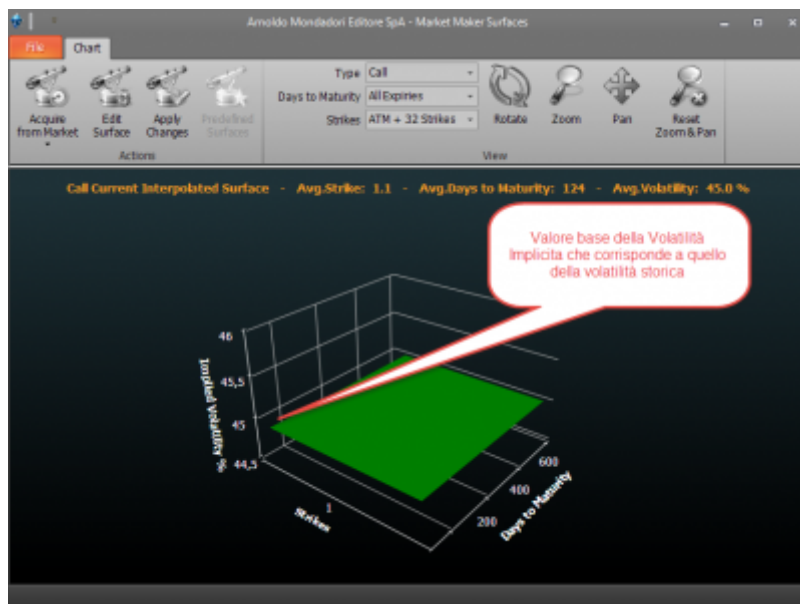 Arnoldo Mondadori Editore SpA - Market Maker Surfaces
File
Chart
Acquire
from Market
Edit
Surface
Apply
Changes
Predefined
Surfaces
Actions
Type Call
Days to Maturity All Expiries
Strikes ATM + 32 Strikes
Rotate
Zoom
Pan
Reset
Zoom & Pan
View
Call Current Interpolated Surface - Avg.Strike: 1.1 - Avg.Days to Maturity: 124 - Avg.Volatility: 45.0 %
Valore base della Volatilità
Implicita che corrisponde a quello
della volatilità storica
46
45,5
45
44,5
Implied Volatility %
1
Strikes
200
400
600
Days to Maturity